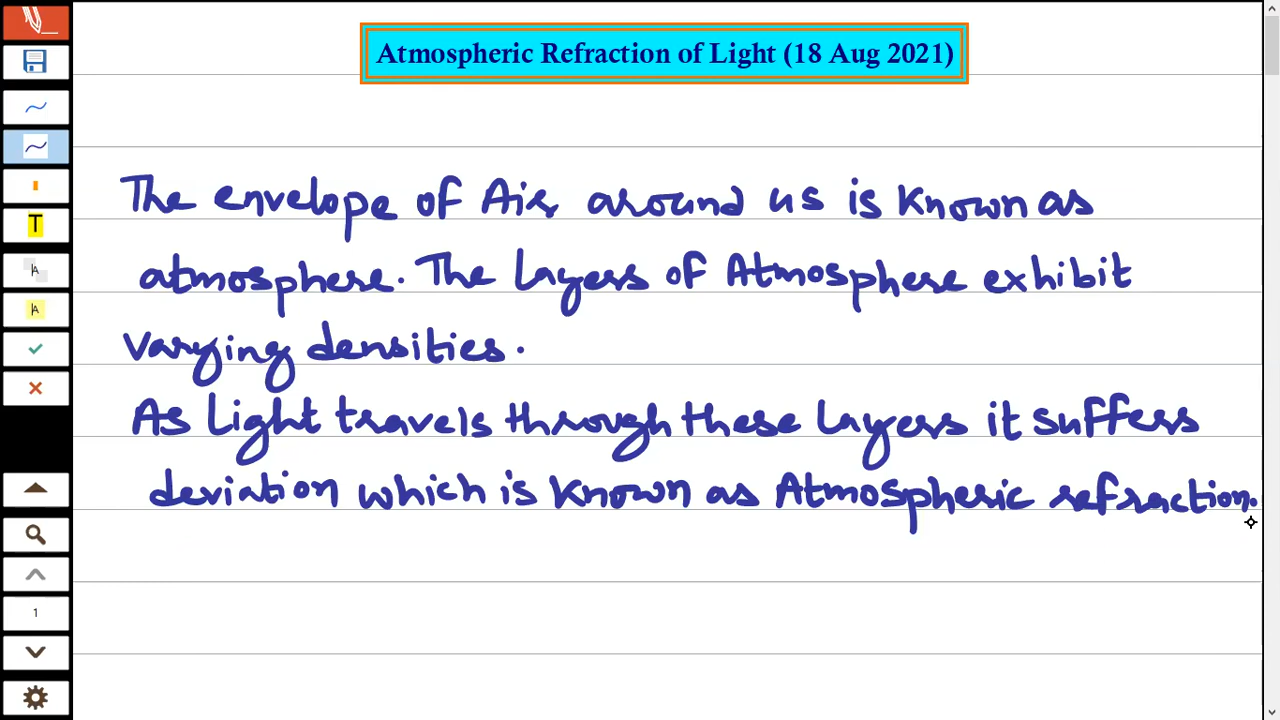 Atmospheric Refraction of Light (18 Aug 2021)
The envelope of Air around us is known as
atmosphere. The layers of Atmosphere exhibit
varying densities.
As light travels through these layers it suffers
deviation which is known as Atmospheric refraction.
T
A
A
1